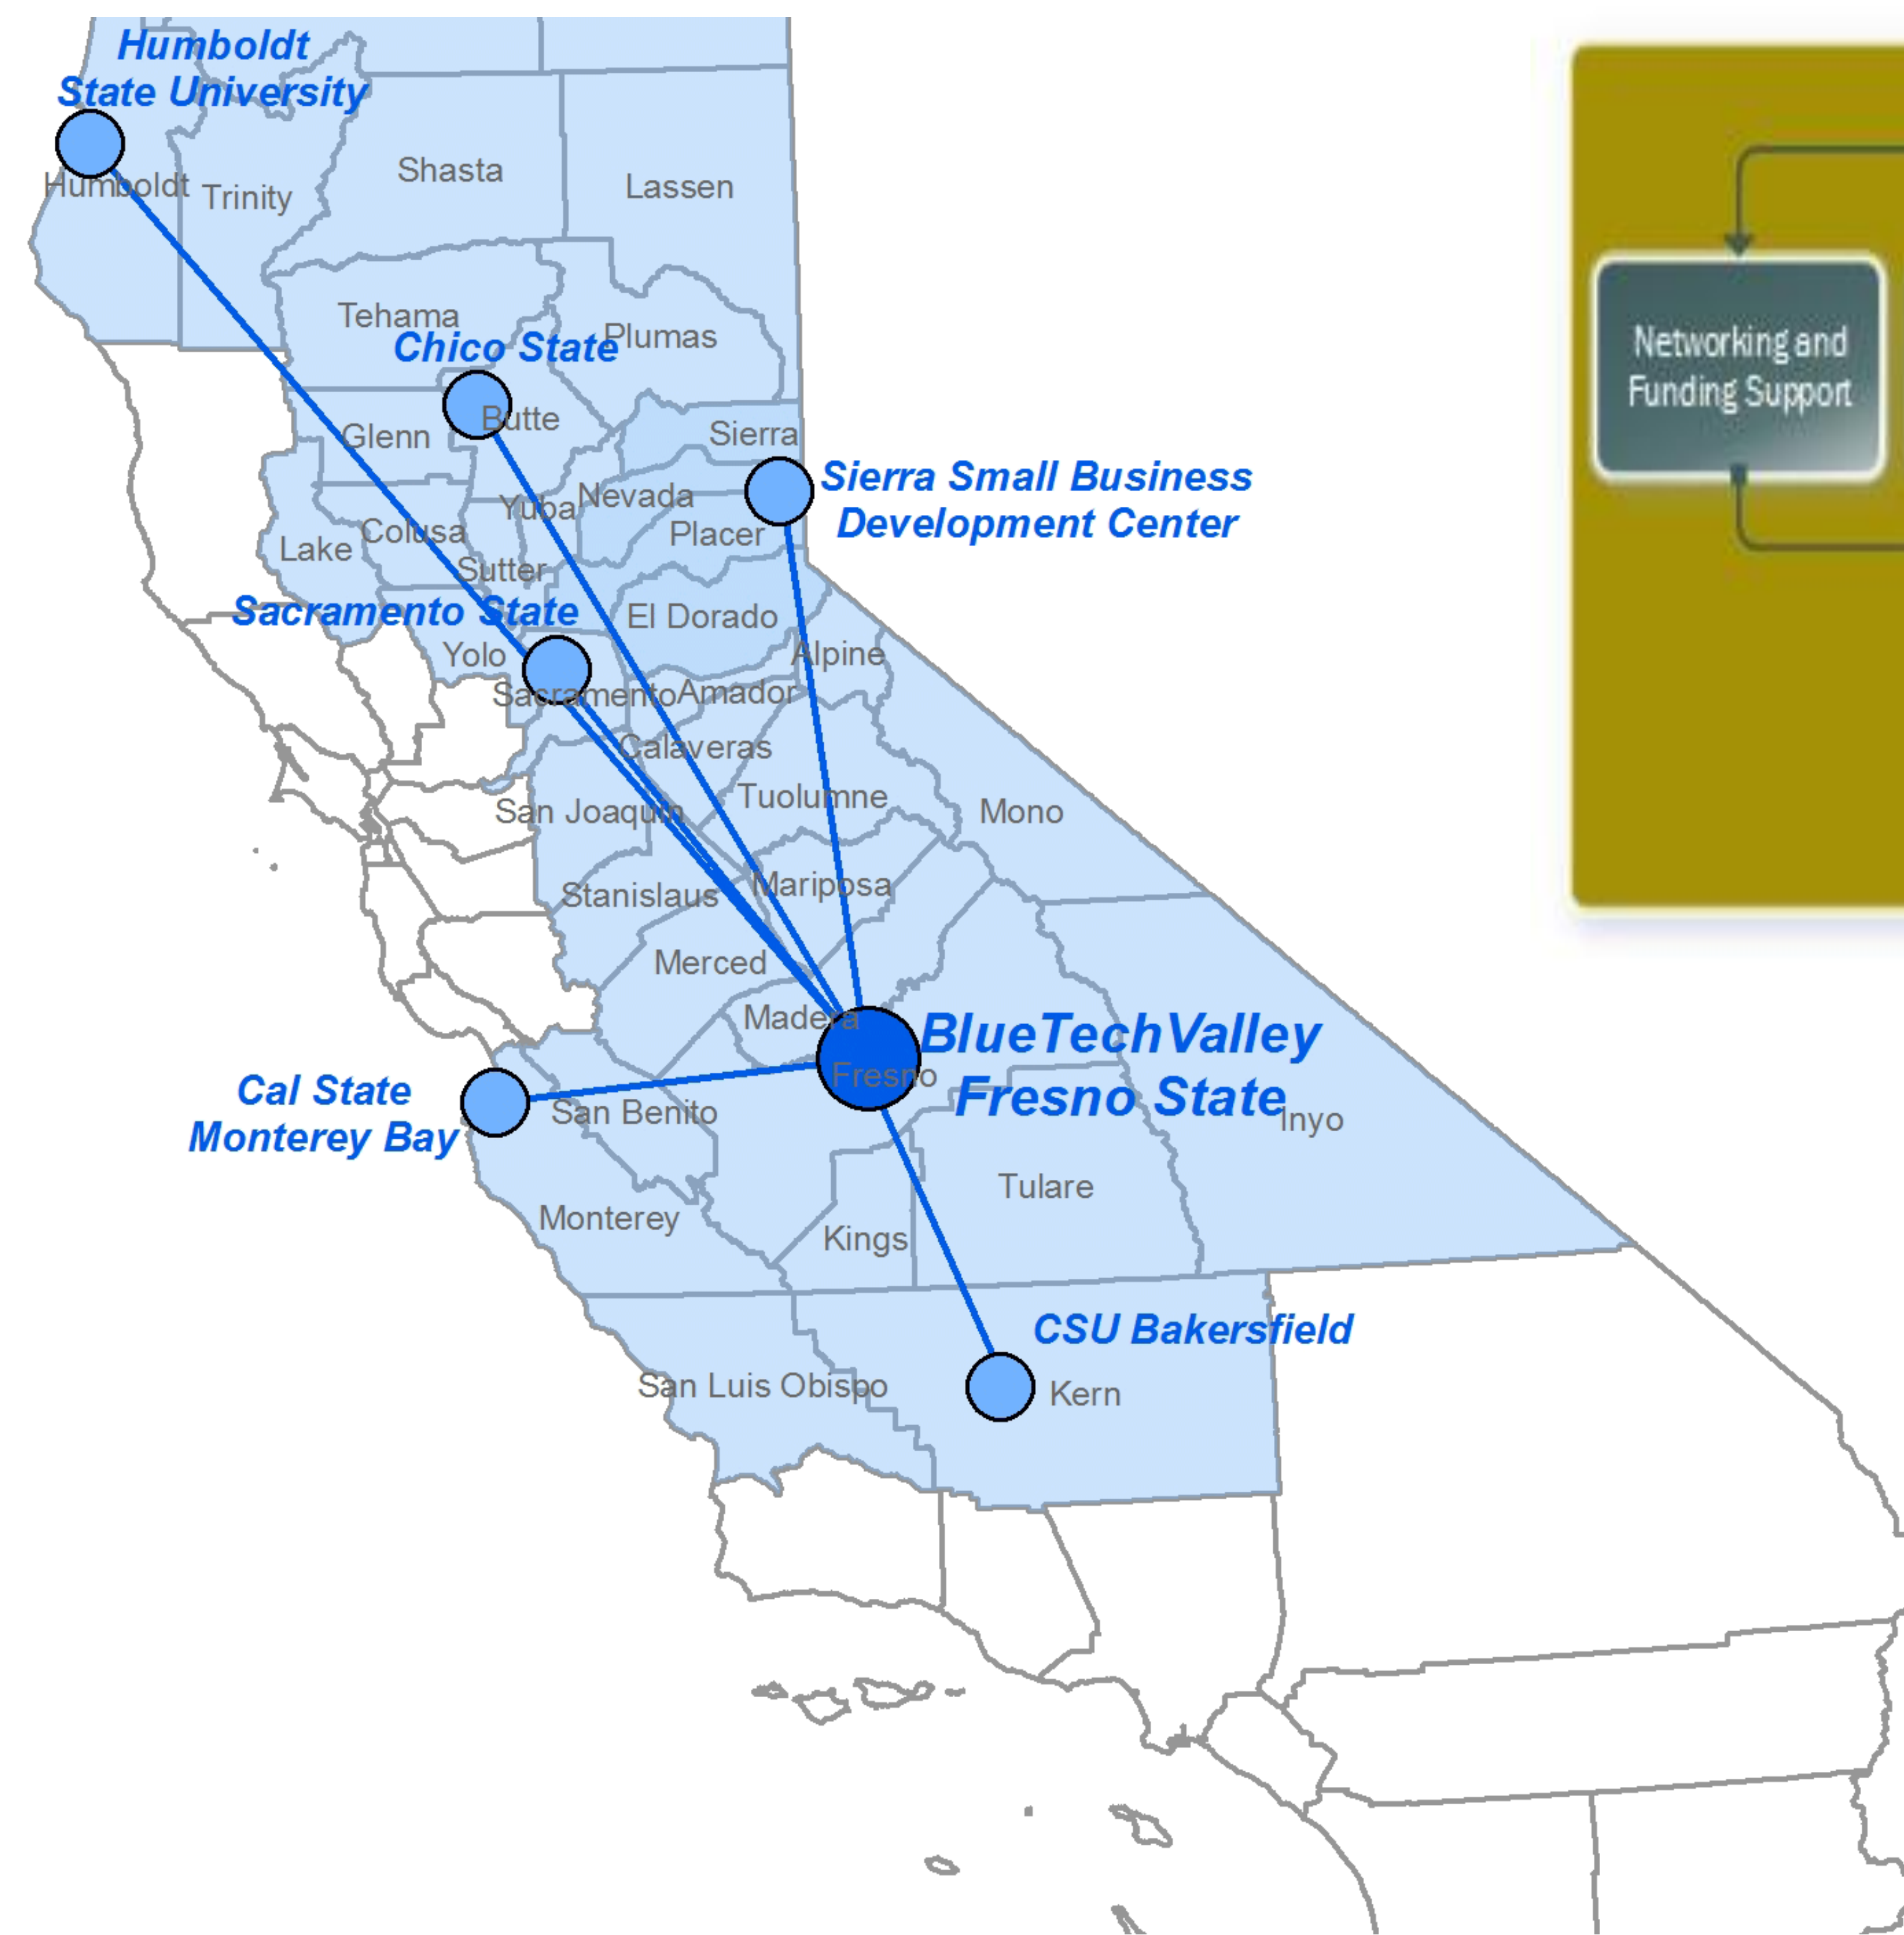 Humboldt
State University
Humboldt
Trinity
Shasta
Lassen
Tehama
Plumas
Chico State
Butte
Glenn
Sierra
Sierra Small Business
Development Center
Yuba
Nevada
Placer
Colusa
Lake
Sutter
Sacramento State
El Dorado
Yolo
Alpine
Sacramento
Amador
Calaveras
San Joaquin
Tuolumne
Mono
Stanislaus
Mariposa
Merced
Madera
BlueTechValley
Fresno State
Fresno
Inyo
Cal State
Monterey Bay
San Benito
Monterey
Kings
Tulare
CSU Bakersfield
San Luis Obispo
Kern
Networking and
Funding Support